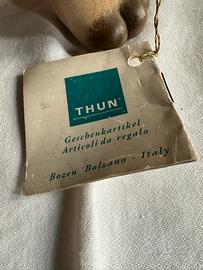 THUN®
Geschenkartikel
Articoli da regalo
Bozen Bolzano - Italy